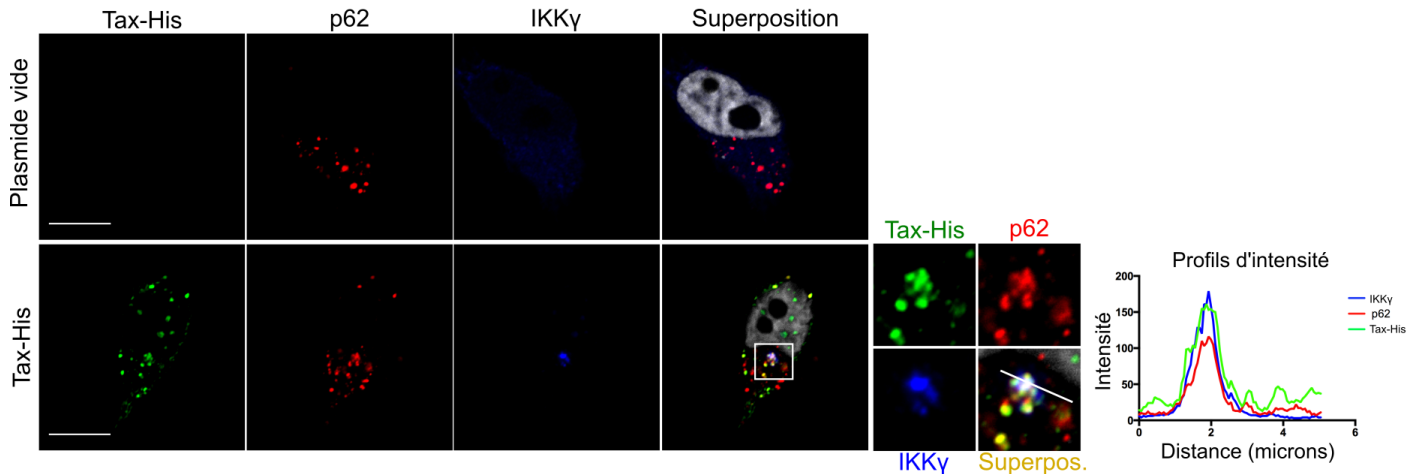 Tax-His
p62
IKKγ
Superposition
Plasmide vide
Tax-His
Tax-His
p62
IKKγ
Superpos.
Profils d'intensité
Intensité
200
150
100
50
0
0
2
4
6
Distance (microns)
IKKγ
p62
Tax-His